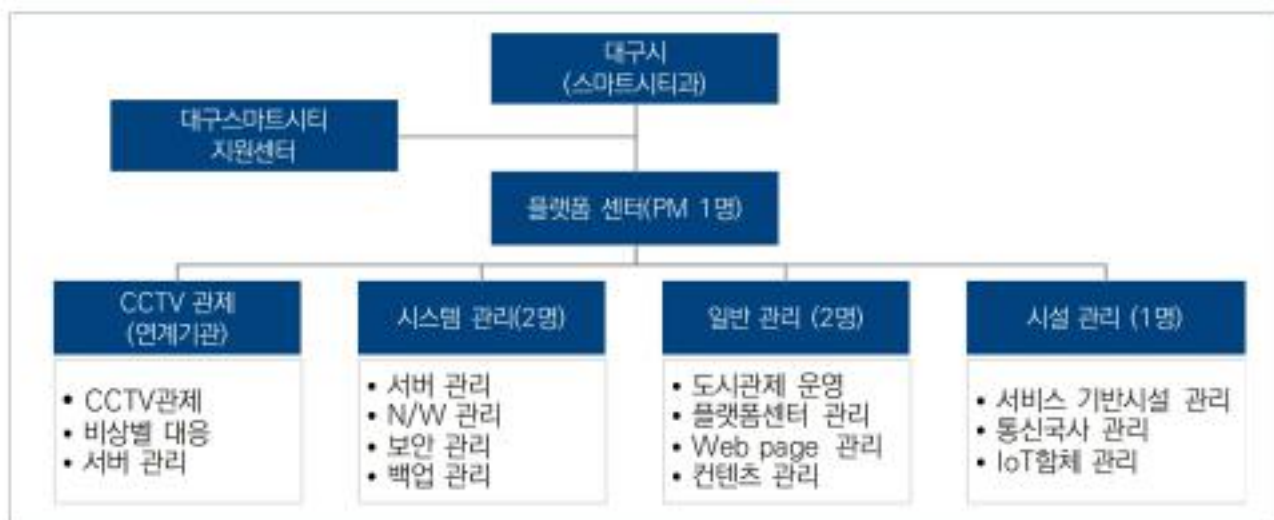 대구시
(스마트시티과)
대구스마트시티
지원센터
플랫폼 센터(PM 1명)
CCTV 관제
(연계기관)
• CCTV관제
• 비상벨 대응
• 서버 관리
시스템 관리(2명)
• 서버 관리
• N/W 관리
• 보안 관리
• 백업 관리
일반 관리 (2명)
• 도시관제 운영
• 플랫폼센터 관리
• Web page 관리
• 컨텐츠 관리
시설 관리 (1명)
• 서비스 기반시설 관리
• 통신국사 관리
• IoT함체 관리